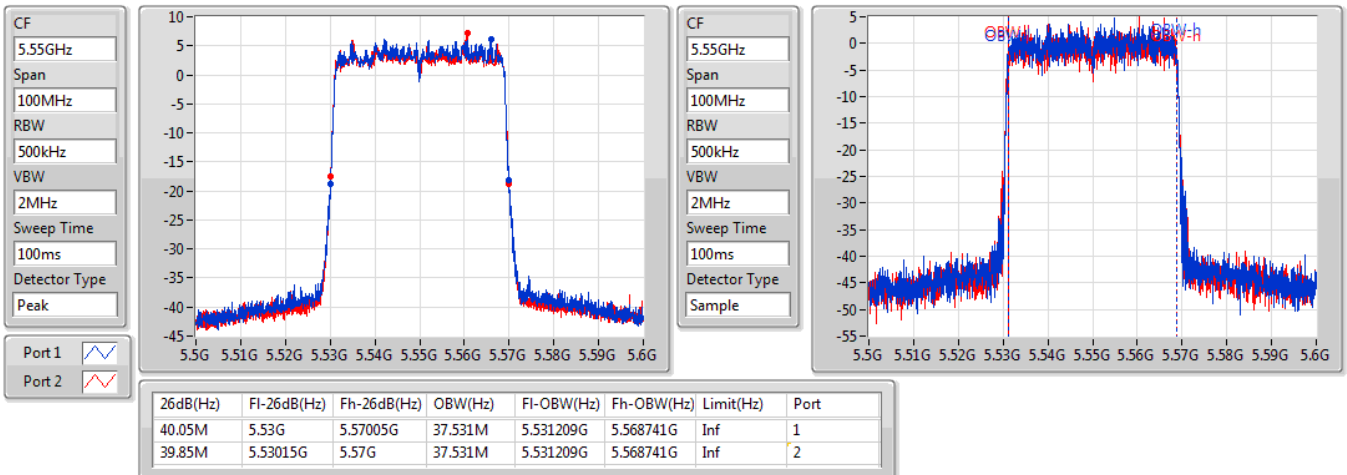 CF
5.55GHz
Span
100MHz
RBW
500kHz
VBW
2MHz
Sweep Time
100ms
Detector Type
Peak
Port 1
Port 2
10
5
0
-5
-10
-15
-20
-25
-30
-35
-40
-45
5.5G 5.51G 5.52G 5.53G 5.54G 5.55G 5.56G 5.57G 5.58G 5.59G 5.6G
CF
5.55GHz
Span
100MHz
RBW
500kHz
VBW
2MHz
Sweep Time
100ms
Detector Type
Sample
5
0
-5
-10
-15
-20
-25
-30
-35
-40
-45
-50
-55
OBW-h
5.5G 5.51G 5.52G 5.53G 5.54G 5.55G 5.56G 5.57G 5.58G 5.59G 5.6G
26dB(Hz) Fl-26dB(Hz) Fh-26dB(Hz) OBW(Hz) Fl-OBW(Hz) Fh-OBW(Hz) Limit(Hz) Port
40.05M 5.53G 5.57005G 37.531M 5.531209G 5.568741G Inf 1
39.85M 5.53015G 5.57G 37.531M 5.531209G 5.568741G Inf 2